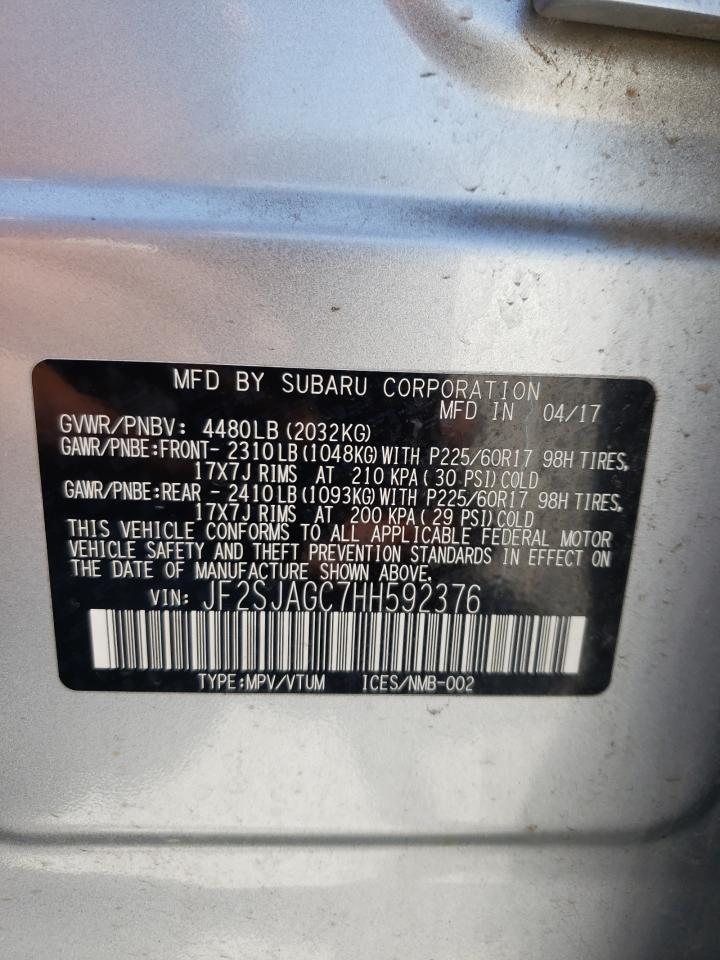 MFD BY SUBARU CORPORATION
MFD IN 04/17
GVWR/PNBV: 4480LB (2032KG)
GAWR/PNBE:FRONT- 2310LB (1048KG) WITH P225/60R17 98H TIRES,
17X7J RIMS AT 210 KPA ( 30 PSI) COLD
GAWR/PNBE:REAR - 2410LB (1093KG) WITH P225/60R17 98H TIRES,
17X7J RIMS AT 200 KPA ( 29 PSI) COLD
THIS VEHICLE CONFORMS TO ALL APPLICABLE FEDERAL MOTOR
VEHICLE SAFETY AND THEFT PREVENTION STANDARDS IN EFFECT ON
THE DATE OF MANUFACTURE SHOWN ABOVE.
VIN: JF2SJAGC7HH592376
TYPE:MPV/VTUM ICES/NMB-002